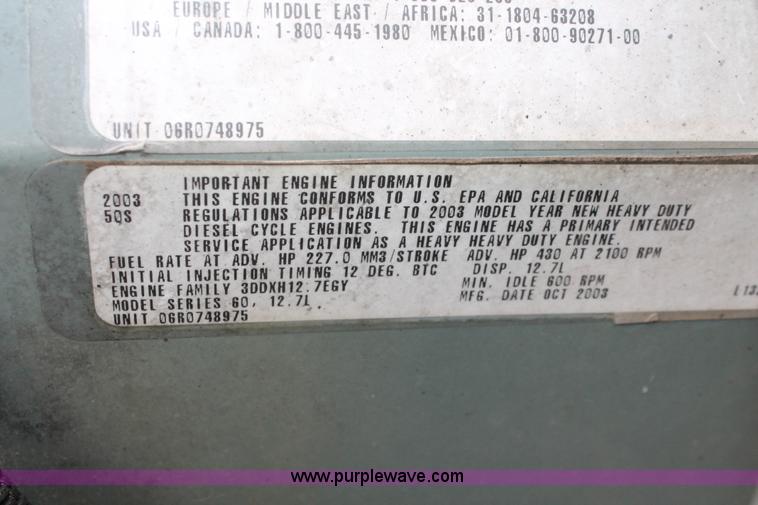 EUROPE / MIDDLE EAST / AFRICA: 31-1804-63208
USA / CANADA: 1-800-445-1980 MEXICO: 01-800-90271-00
UNIT 06R0748975
IMPORTANT ENGINE INFORMATION
2003 THIS ENGINE CONFORMS TO U.S. EPA AND CALIFORNIA
5QS REGULATIONS APPLICABLE TO 2003 MODEL YEAR NEW HEAVY DUTY
DIESEL CYCLE ENGINES. THIS ENGINE HAS A PRIMARY INTENDED
SERVICE APPLICATION AS A HEAVY HEAVY DUTY ENGINE.
FUEL RATE AT ADV. HP 227.0 MM3/STROKE ADV. HP 430 AT 2100 RPM
INITIAL INJECTION TIMING 12 DEG. BTC DISP. 12.7L
ENGINE FAMILY 3DDXH12.7EGY MIN. IDLE 600 RPM
MODEL SERIES 60, 12.7L MFG. DATE OCT 2003
UNIT 06R0748975
www.purplewave.com